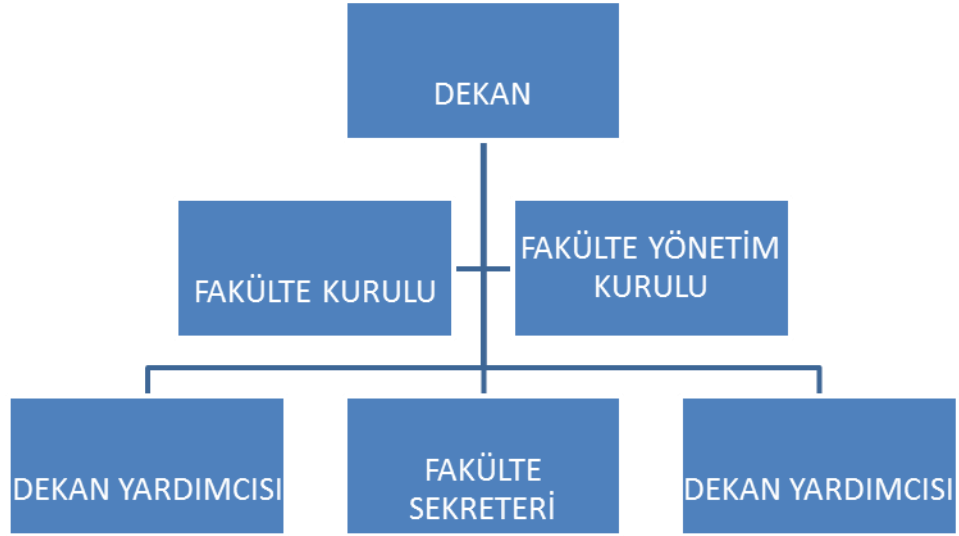 DEKAN
FAKÜLTE KURULU
FAKÜLTE YÖNETİM
KURULU
DEKAN YARDIMCISI
FAKÜLTE
SEKRETERİ
DEKAN YARDIMCISI